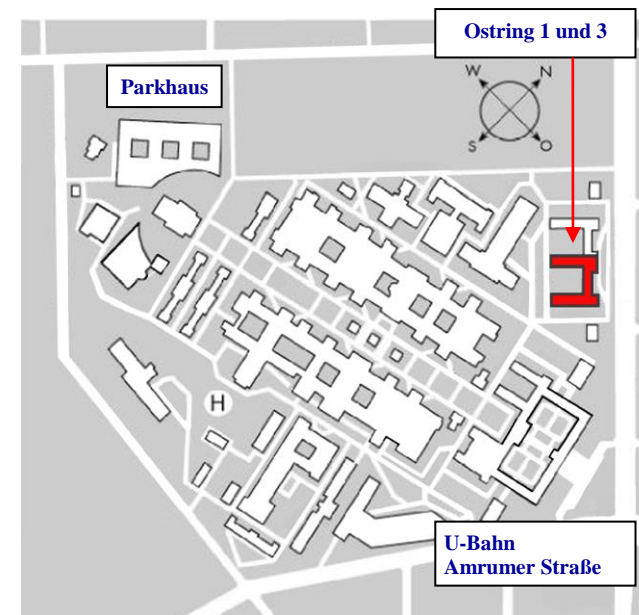 Ostring 1 und 3
Parkhaus
W
N
S
O
H
U-Bahn
Amrumer Straße